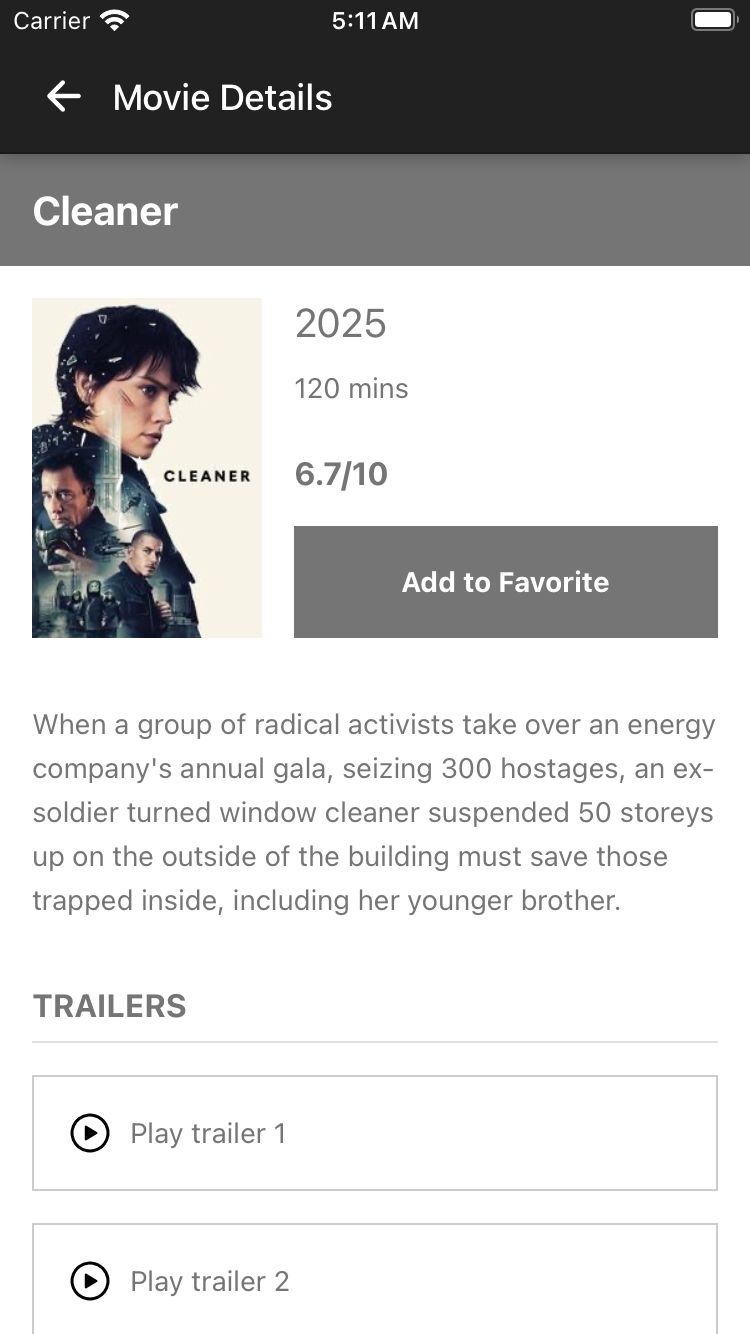 Carrier 5:11 AM
Movie Details
Cleaner
CLEANER
2025
120 mins
6.7/10
Add to Favorite
When a group of radical activists take over an energy
company's annual gala, seizing 300 hostages, an ex-
soldier turned window cleaner suspended 50 storeys
up on the outside of the building must save those
trapped inside, including her younger brother.
TRAILERS
Play trailer 1
Play trailer 2